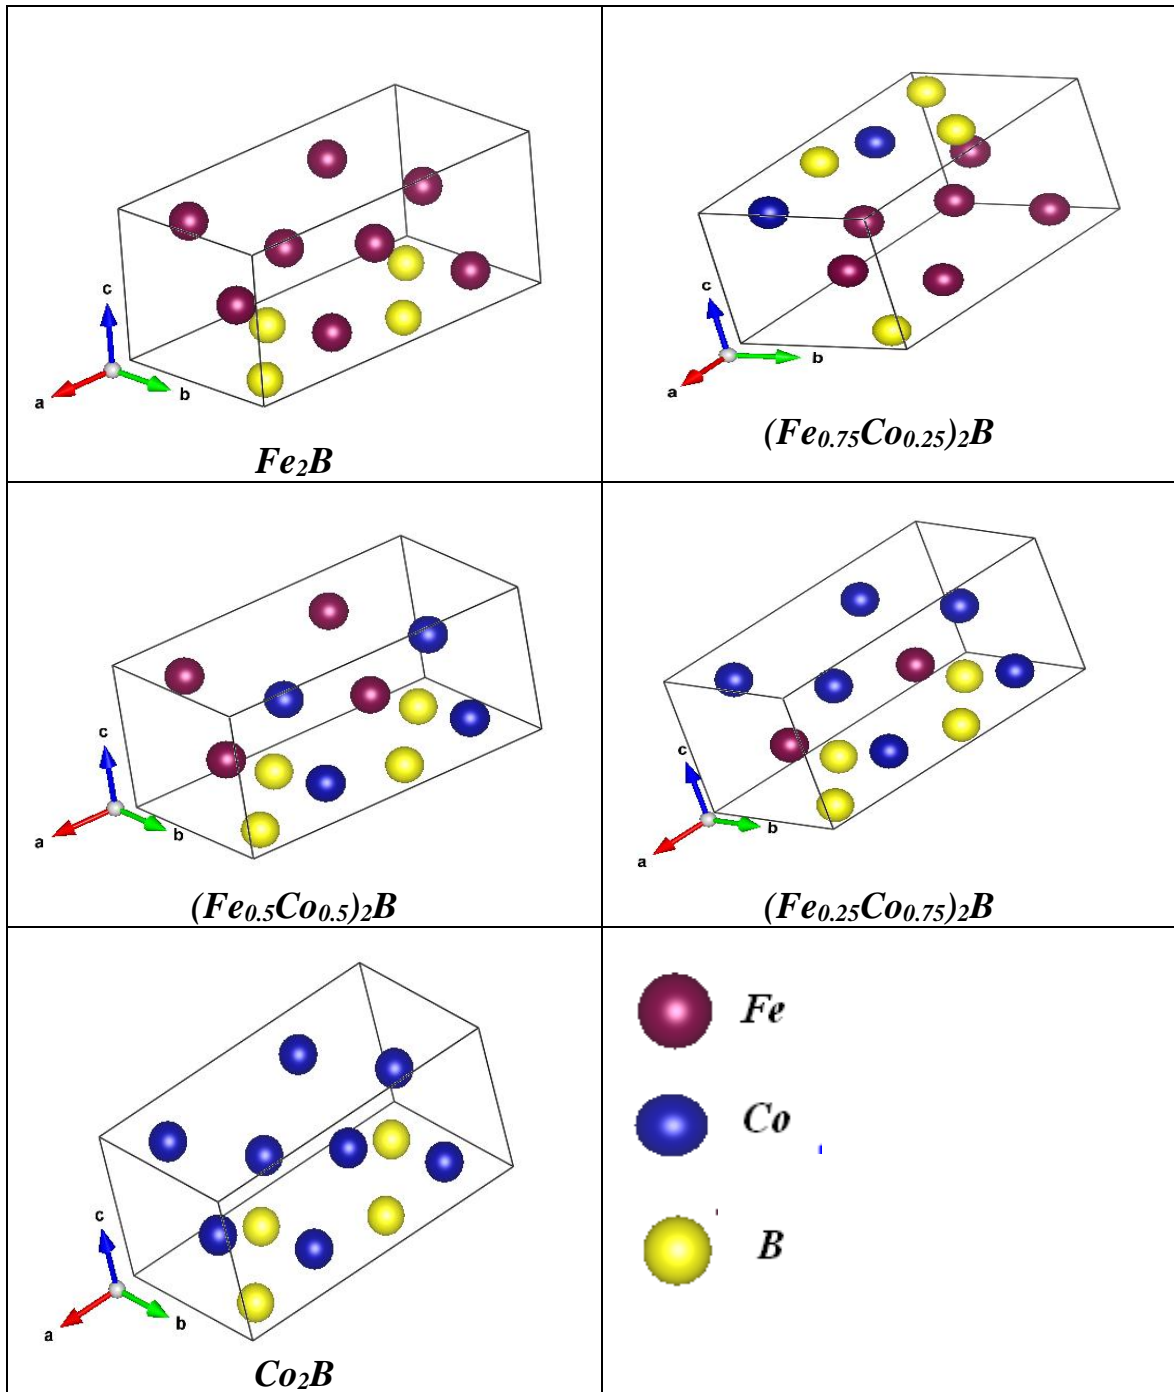 c
a
b
Fe₂B
c
b
a
(Fe₀.₇₅Co₀.₂₅)₂B
c
a
b
(Fe₀.₅Co₀.₅)₂B
c
b
a
(Fe₀.₂₅Co₀.₇₅)₂B
c
a
b
Co₂B
Fe
Co
B